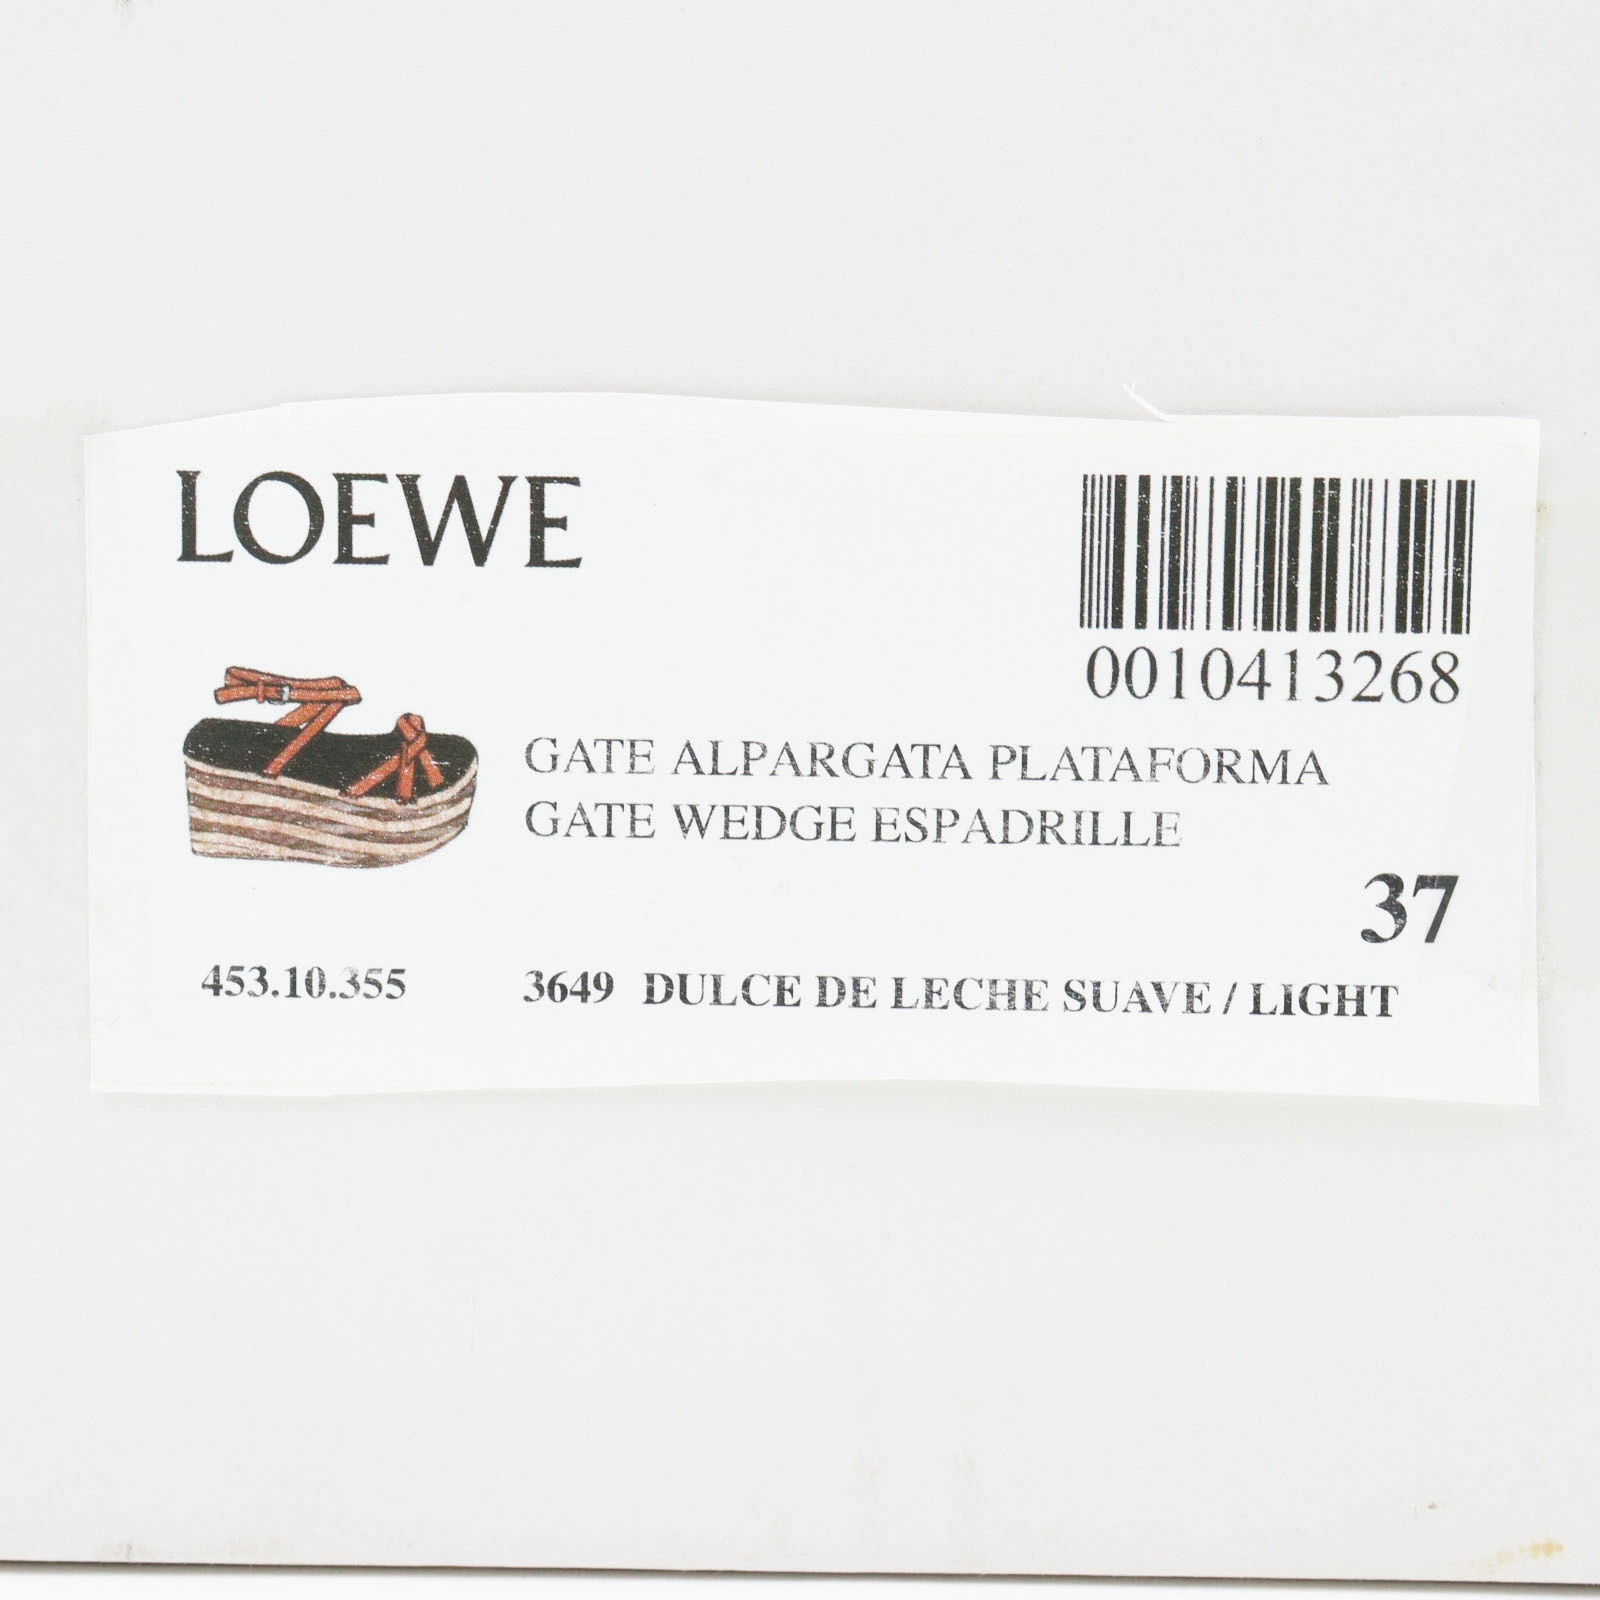 LOEWE
0010413268
GATE ALPARGATA PLATAFORMA
GATE WEDGE ESPADRILLE
37
453.10.355 3649 DULCE DE LECHE SUAVE / LIGHT